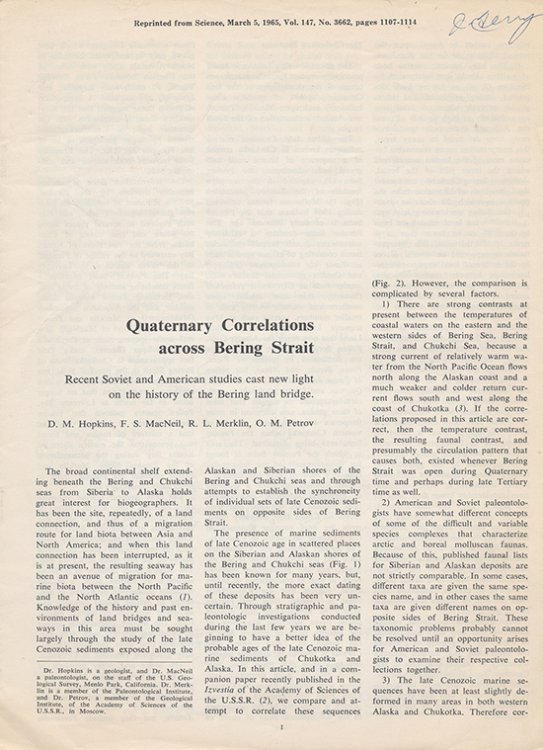 Reprinted from Science, March 5, 1965, Vol. 147, No. 3662, pages 1107-1114
Quaternary Correlations
across Bering Strait
Recent Soviet and American studies cast new light
on the history of the Bering land bridge.
D. M. Hopkins, F. S. MacNeil, R. L. Merklin, O. M. Petrov
The broad continental shelf extend-
ing beneath the Bering and Chukchi
seas from Siberia to Alaska holds
great interest for biogeographers. It
has been the site, repeatedly, of a land
connection, and thus of a migration
route for land biota between Asia and
North America; and when this land
connection has been interrupted, as it
is at present, the resulting seaway has
been an avenue of migration for ma-
rine biota between the North Pacific
and the North Atlantic oceans (1).
Knowledge of the history and past en-
vironments of land bridges and sea-
ways in this area must be sought
largely through the study of the late
Cenozoic sediments exposed along the
Dr. Hopkins is a geologist, and Dr. MacNeil
a paleontologist, on the staff of the U.S. Geo-
logical Survey, Menlo Park, California. Dr. Merk-
lin is a member of the Paleontological Institute,
and Dr. Petrov, a member of the Geological
Institute, of the Academy of Sciences of the
U.S.S.R., in Moscow.
Alaskan and Siberian shores of the
Bering and Chukchi seas and through
attempts to establish the synchroneity
of individual sets of late Cenozoic sedi-
ments on opposite sides of Bering
Strait.
The presence of marine sediments
of late Cenozoic age in scattered places
on the Siberian and Alaskan shores of
the Bering and Chukchi seas (Fig. 1)
has been known for many years, but,
until recently, the more exact dating
of these deposits has been very un-
certain. Through stratigraphic and pa-
leontologic investigations conducted
during the last few years we are be-
ginning to have a better idea of the
probable ages of the late Cenozoic ma-
rine sediments of Chukotka and
Alaska. In this article, and in a com-
panion paper recently published in the
Izvestia of the Academy of Sciences of
the U.S.S.R. (2), we compare and at-
tempt to correlate these sequences
(Fig. 2). However, the comparison is
complicated by several factors.
1) There are strong contrasts at
present between the temperatures of
coastal waters on the eastern and the
western sides of Bering Sea, Bering
Strait, and Chukchi Sea, because a
strong current of relatively warm wa-
ter from the North Pacific Ocean flows
north along the Alaskan coast and a
much weaker and colder return cur-
rent flows south and west along the
coast of Chukotka (3). If the corre-
lations proposed in this article are cor-
rect, then the temperature contrast,
the resulting faunal contrast, and
presumably the circulation pattern that
causes both, existed whenever Bering
Strait was open during Quaternary
time and perhaps during late Tertiary
time as well.
2) American and Soviet paleontolo-
gists have somewhat different concepts
of some of the difficult and variable
species complexes that characterize
arctic and boreal molluscan faunas.
Because of this, published faunal lists
for Siberian and Alaskan deposits are
not strictly comparable. In some cases,
different taxa are given the same spe-
cies name, and in other cases the same
taxa are given different names on op-
posite sides of Bering Strait. These
taxonomic problems probably cannot
be resolved until an opportunity arises
for American and Soviet paleontolo-
gists to examine their respective col-
lections together.
3) The late Cenozoic marine se-
quences have been at least slightly de-
formed in many areas in both western
Alaska and Chukotka. Therefore cor-
1